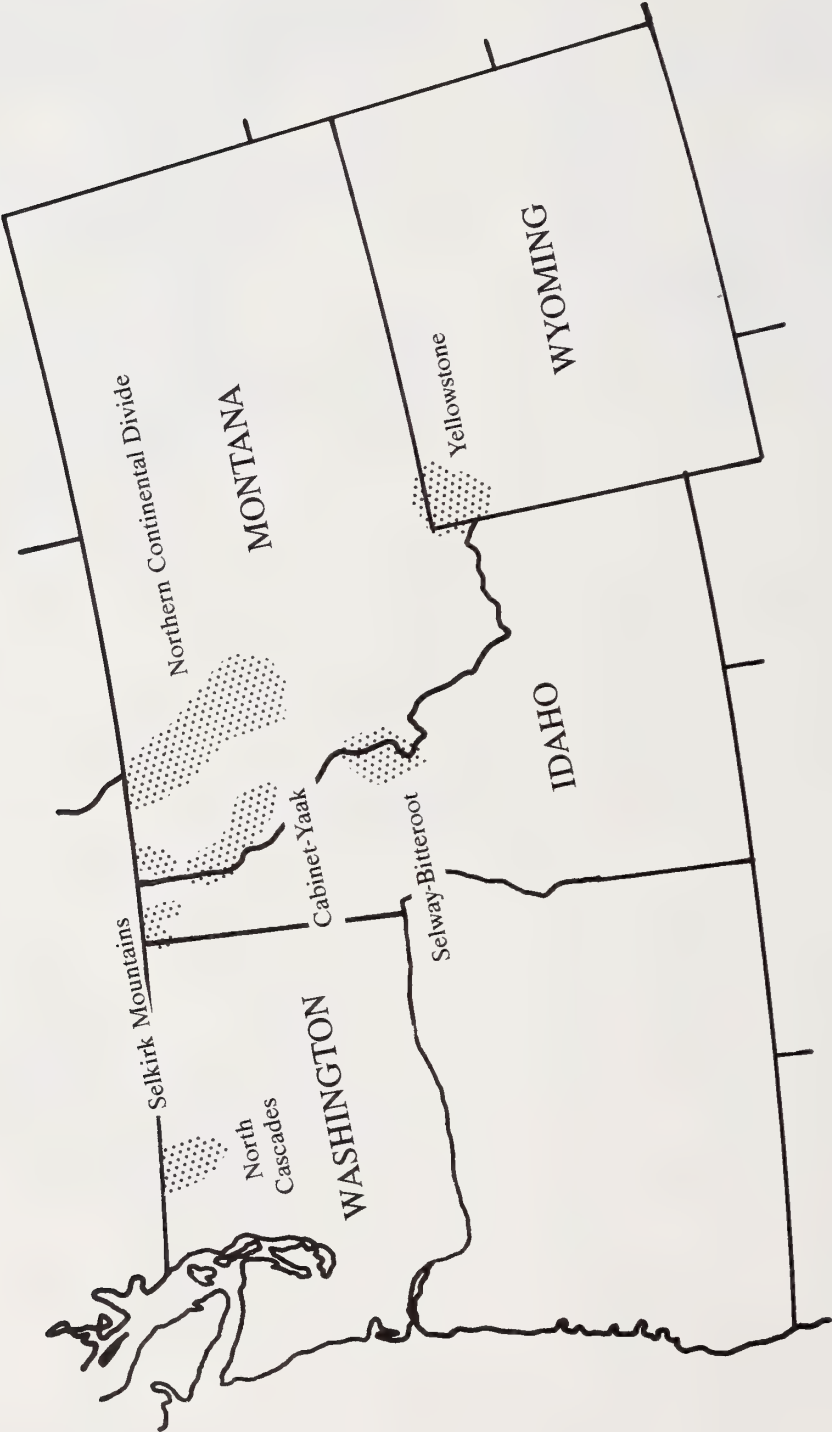 Selkirk Mountains
Northern Continental Divide
North
Cascades
WASHINGTON
MONTANA
Cabinet-Yaak
Selway-Bitteroot
Yellowstone
IDAHO
WYOMING